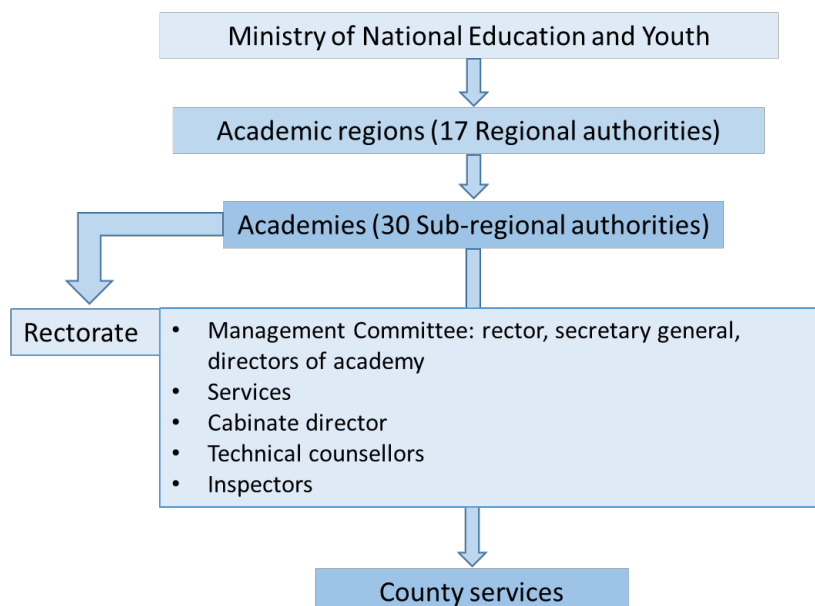 Ministry of National Education and Youth
Academic regions (17 Regional authorities)
Academies (30 Sub-regional authorities)
Rectorate
• Management Committee: rector, secretary general,
directors of academy
• Services
• Cabinate director
• Technical counsellors
• Inspectors
County services